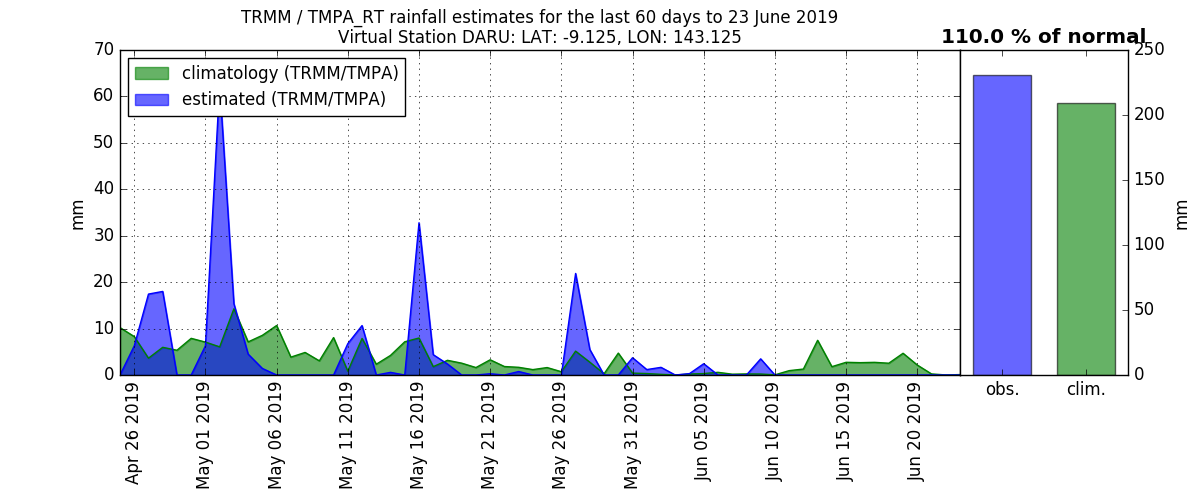 TRMM / TMPA_RT rainfall estimates for the last 60 days to 23 June 2019
Virtual Station DARU: LAT: -9.125, LON: 143.125
110.0 % of normal
climatology (TRMM/TMPA)
estimated (TRMM/TMPA)
70
60
50
40
30
20
10
0
mm
Apr 26 2019
May 01 2019
May 06 2019
May 11 2019
May 16 2019
May 21 2019
May 26 2019
May 31 2019
Jun 05 2019
Jun 10 2019
Jun 15 2019
Jun 20 2019
250
200
150
100
50
0
mm
obs.
clim.